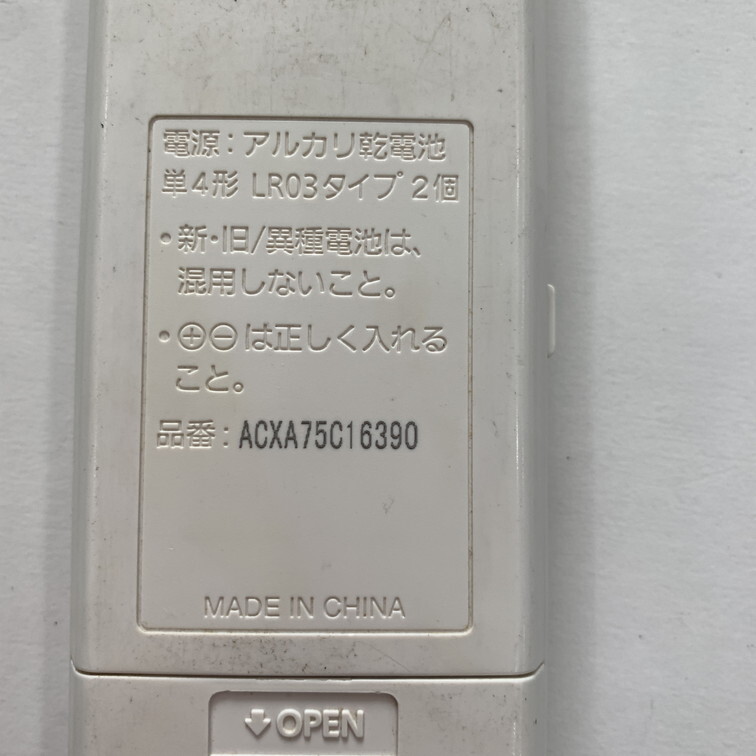 電源：アルカリ乾電池
単4形 LR03タイプ 2個
・新・旧/異種電池は、
混用しないこと。
・⊕⊖は正しく入れる
こと。
品番：ACXA75C16390
MADE IN CHINA
OPEN